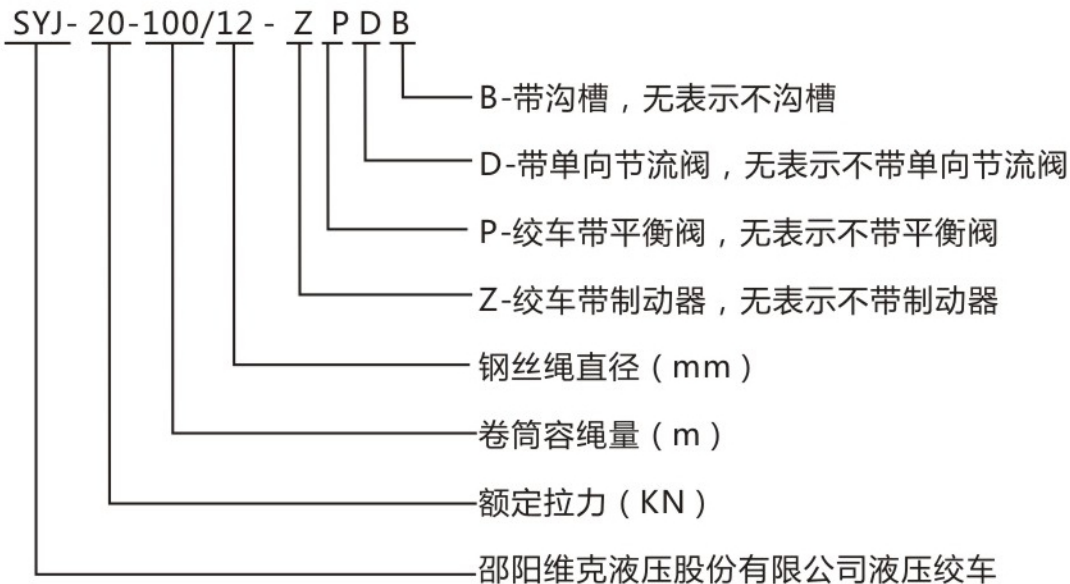 SYJ- 20-100/12 - Z P D B
B-带沟槽，无表示不沟槽
D-带单向节流阀，无表示不带单向节流阀
P-绞车带平衡阀，无表示不带平衡阀
Z-绞车带制动器，无表示不带制动器
钢丝绳直径（mm）
卷筒容绳量（m）
额定拉力（KN）
邵阳维克液压股份有限公司液压绞车